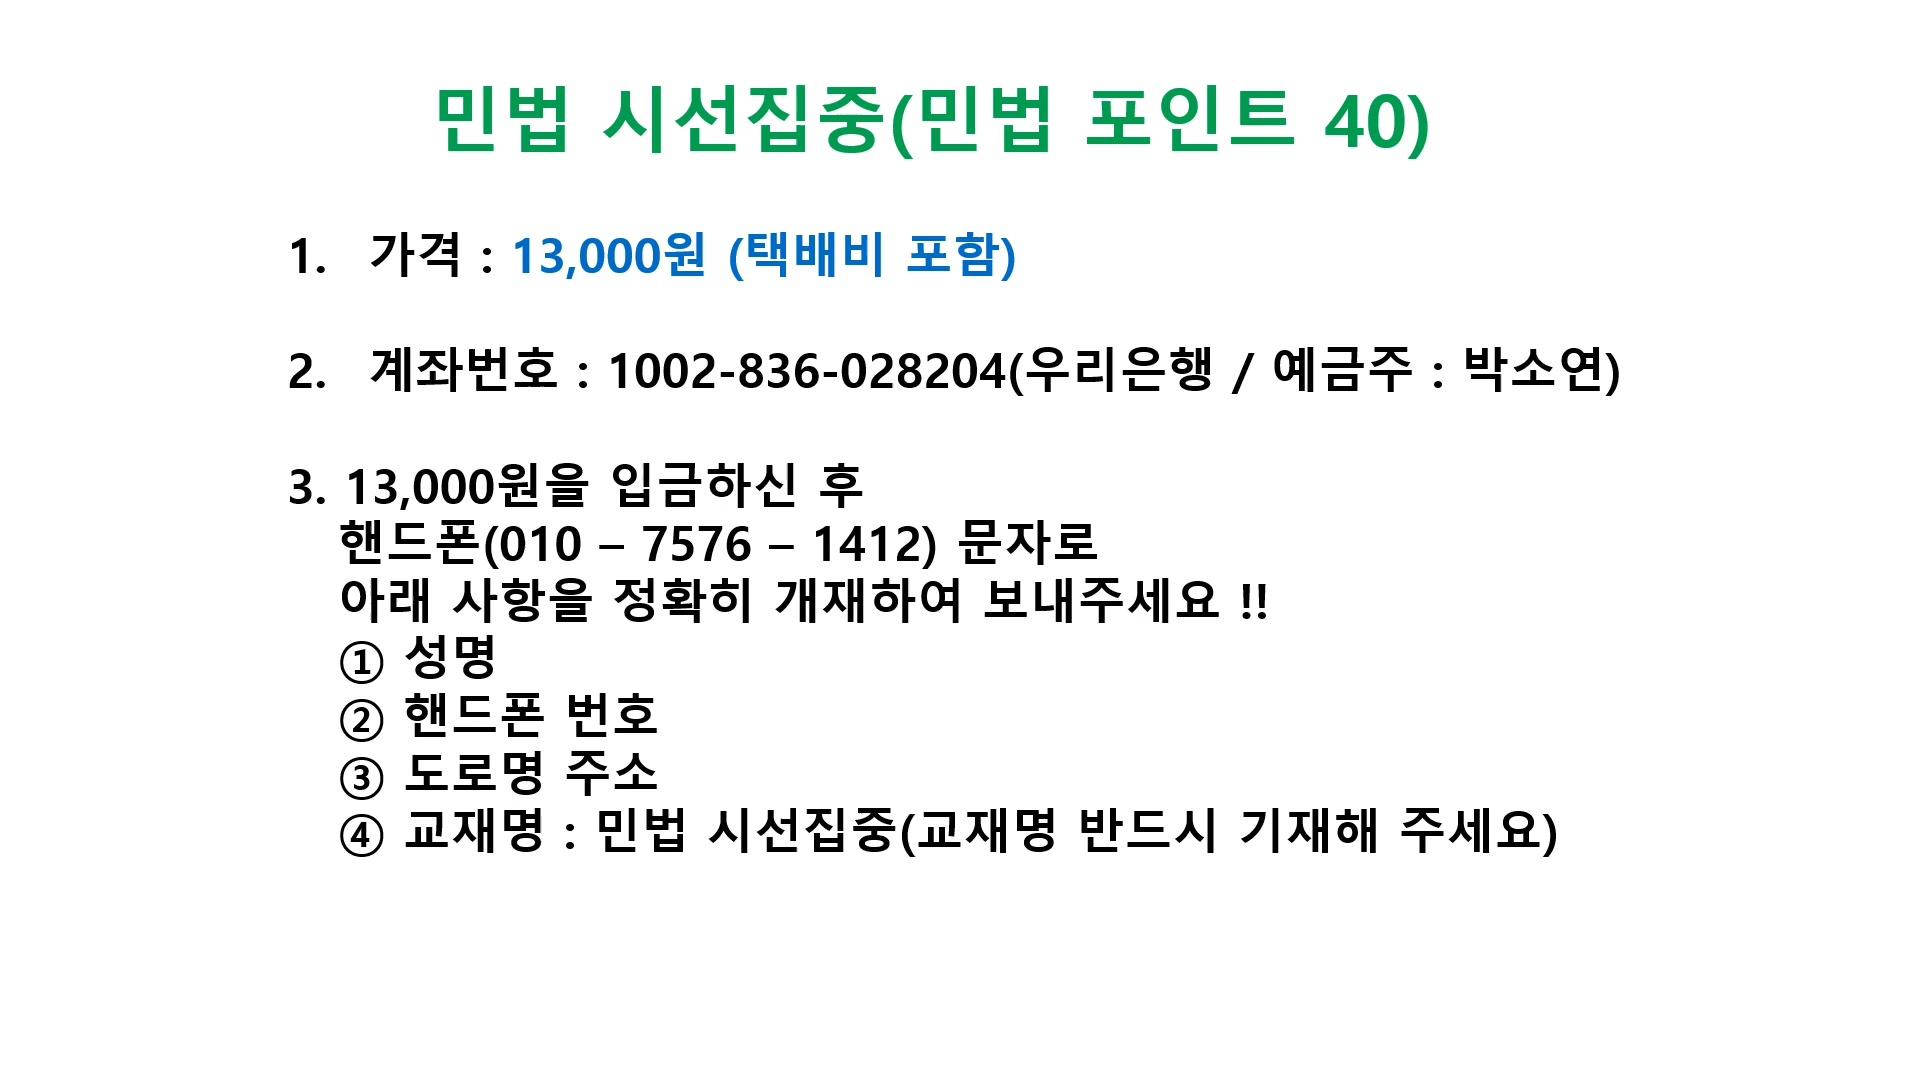 민법 시선집중(민법 포인트 40)
1. 가격 : 13,000원 (택배비 포함)
2. 계좌번호 : 1002-836-028204(우리은행 / 예금주 : 박소연)
3. 13,000원을 입금하신 후
핸드폰(010 – 7576 – 1412) 문자로
아래 사항을 정확히 개재하여 보내주세요 !!
① 성명
② 핸드폰 번호
③ 도로명 주소
④ 교재명 : 민법 시선집중(교재명 반드시 기재해 주세요)